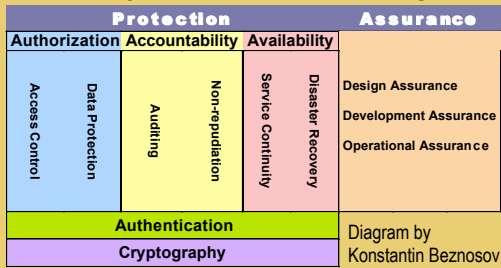 Protection
Assurance
Authorization
Accountability
Availability
Access Control
Data Protection
Auditing
Non-repudiation
Service Continuity
Disaster Recovery
Design Assurance
Development Assurance
Operational Assurance
Authentication
Cryptography
Diagram by
Konstantin Beznosov